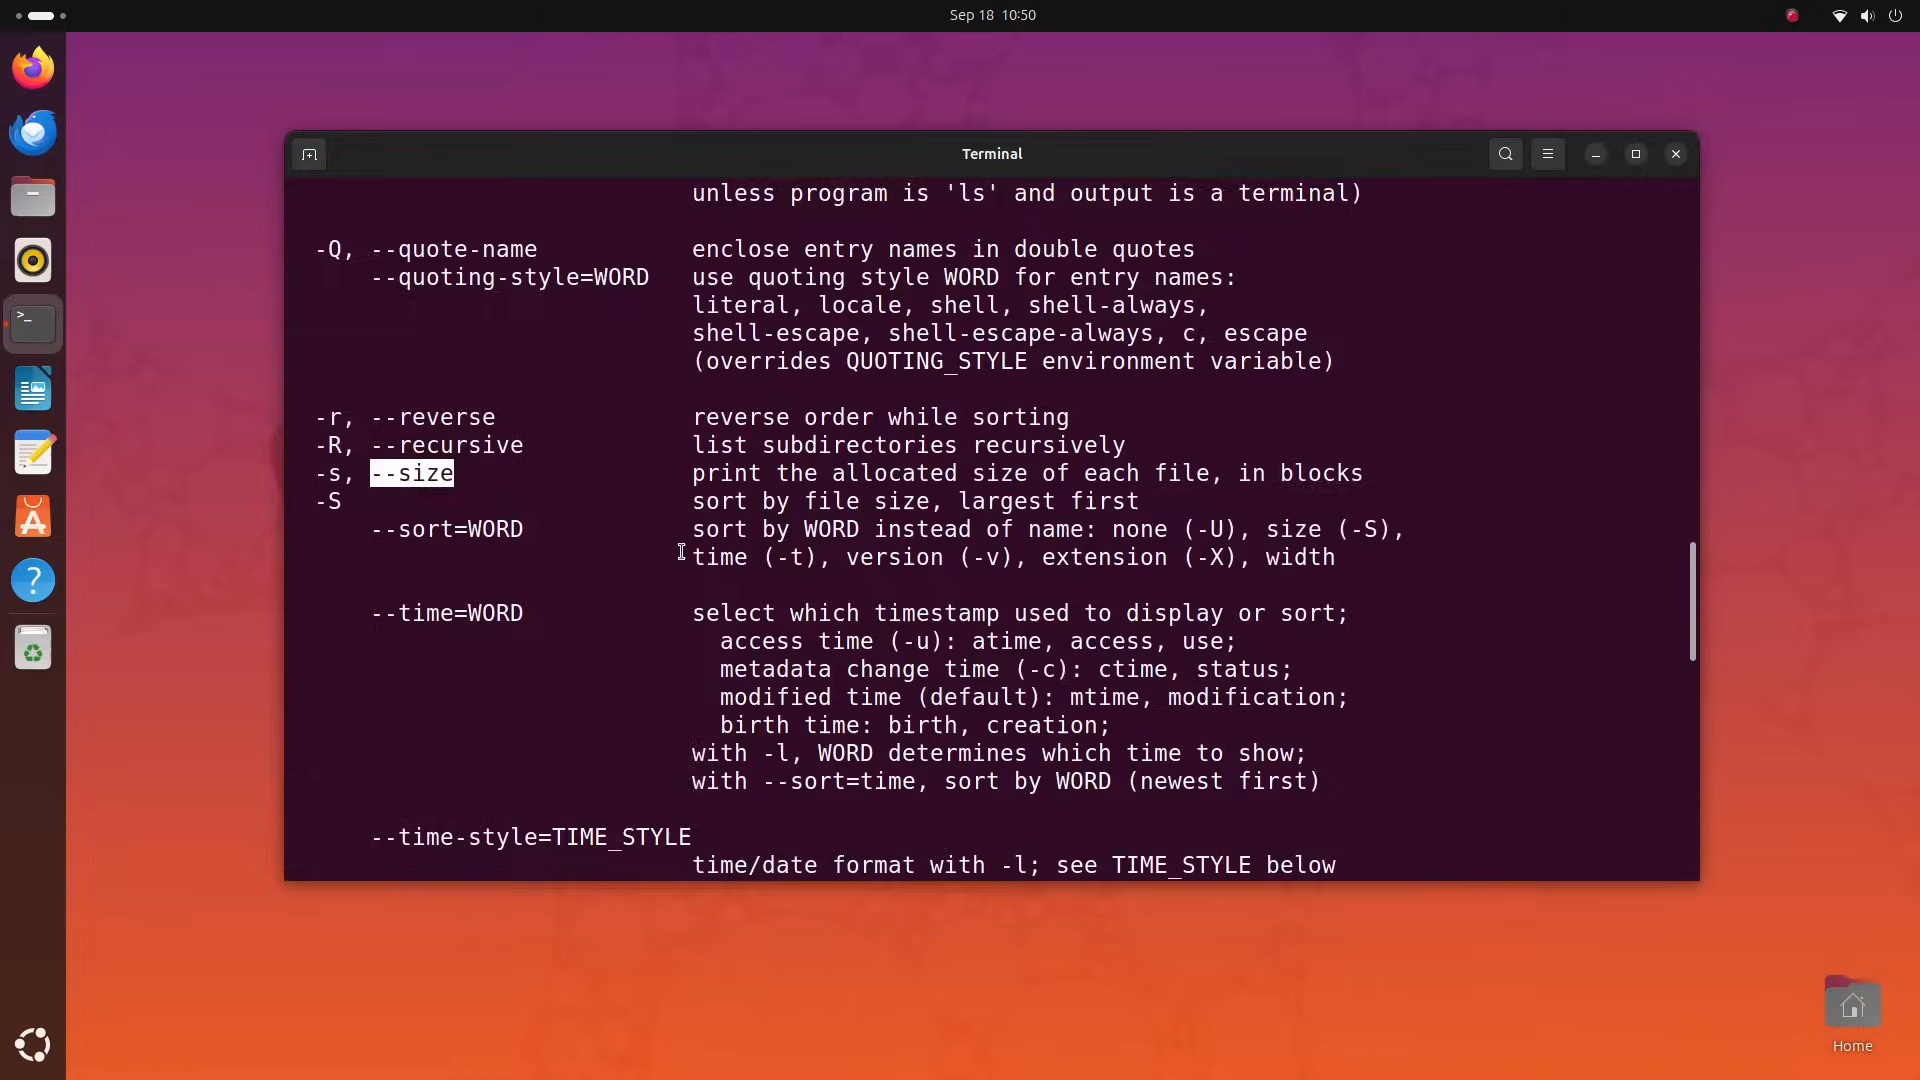 Sep 18 10:50
Terminal
unless program is 'ls' and output is a terminal)
-Q, --quote-name enclose entry names in double quotes
--quoting-style=WORD use quoting style WORD for entry names:
literal, locale, shell, shell-always,
shell-escape, shell-escape-always, c, escape
(overrides QUOTING_STYLE environment variable)
-r, --reverse reverse order while sorting
-R, --recursive list subdirectories recursively
-s, --size print the allocated size of each file, in blocks
-S sort by file size, largest first
--sort=WORD sort by WORD instead of name: none (-U), size (-S),
time (-t), version (-v), extension (-X), width
--time=WORD select which timestamp used to display or sort;
access time (-u): atime, access, use;
metadata change time (-c): ctime, status;
modified time (default): mtime, modification;
birth time: birth, creation;
with -l, WORD determines which time to show;
with --sort=time, sort by WORD (newest first)
--time-style=TIME_STYLE
time/date format with -l; see TIME_STYLE below
Home